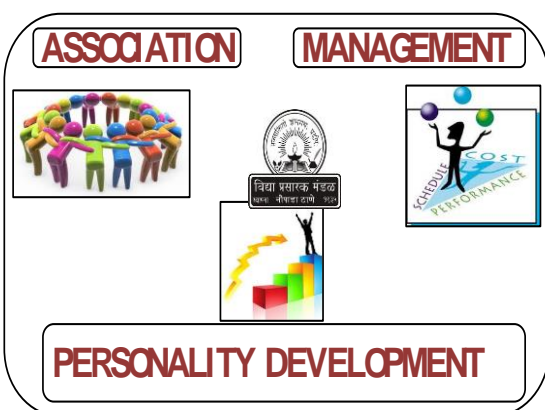 ASSOCIATION MANAGEMENT
SCHEDULE COST PERFORMANCE
विद्या प्रसारक मंडळ
नौपाडा ठाणे
PERSONALITY DEVELOPMENT